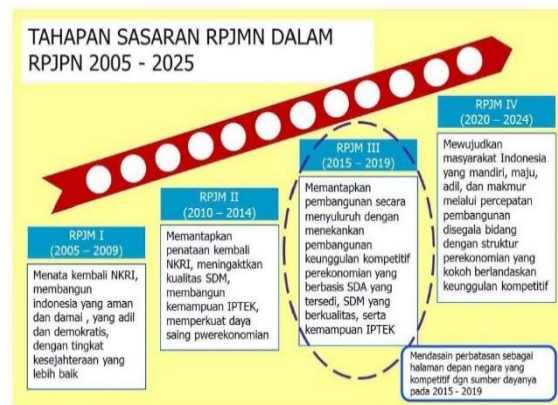 TAHAPAN SASARAN RPJMN DALAM
RPJPN 2005 - 2025
RPJM I
(2005 – 2009)
Menata kembali NKRI,
membangun
indonesia yang aman
dan damai , yang adil
dan demokratis,
dengan tingkat
kesejahteraan yang
lebih baik
RPJM II
(2010 – 2014)
Memantapkan
penataan kembali
NKRI, meningaktkan
kualitas SDM,
membangun
kemampuan IPTEK,
memperkuat daya
saing pwerekonomian
RPJM III
(2015 – 2019)
Memantapkan
pembangunan secara
menyuluruh dengan
menekankan
pembangunan
keunggulan kompetitif
perekonomian yang
berbasis SDA yang
tersedi, SDM yang
berkualitas, serta
kemampuan IPTEK
RPJM IV
(2020 – 2024)
Mewujudkan
masyarakat Indonesia
yang mandiri, maju,
adil, dan makmur
melalui percepatan
pembangunan
disegala bidang
dengan struktur
perekonomian yang
kokoh berlandaskan
keunggulan kompetitif
Mendasain perbatasan sebagai
halaman depan negara yang
kompetitif dgn sumber dayanya
pada 2015 - 2019